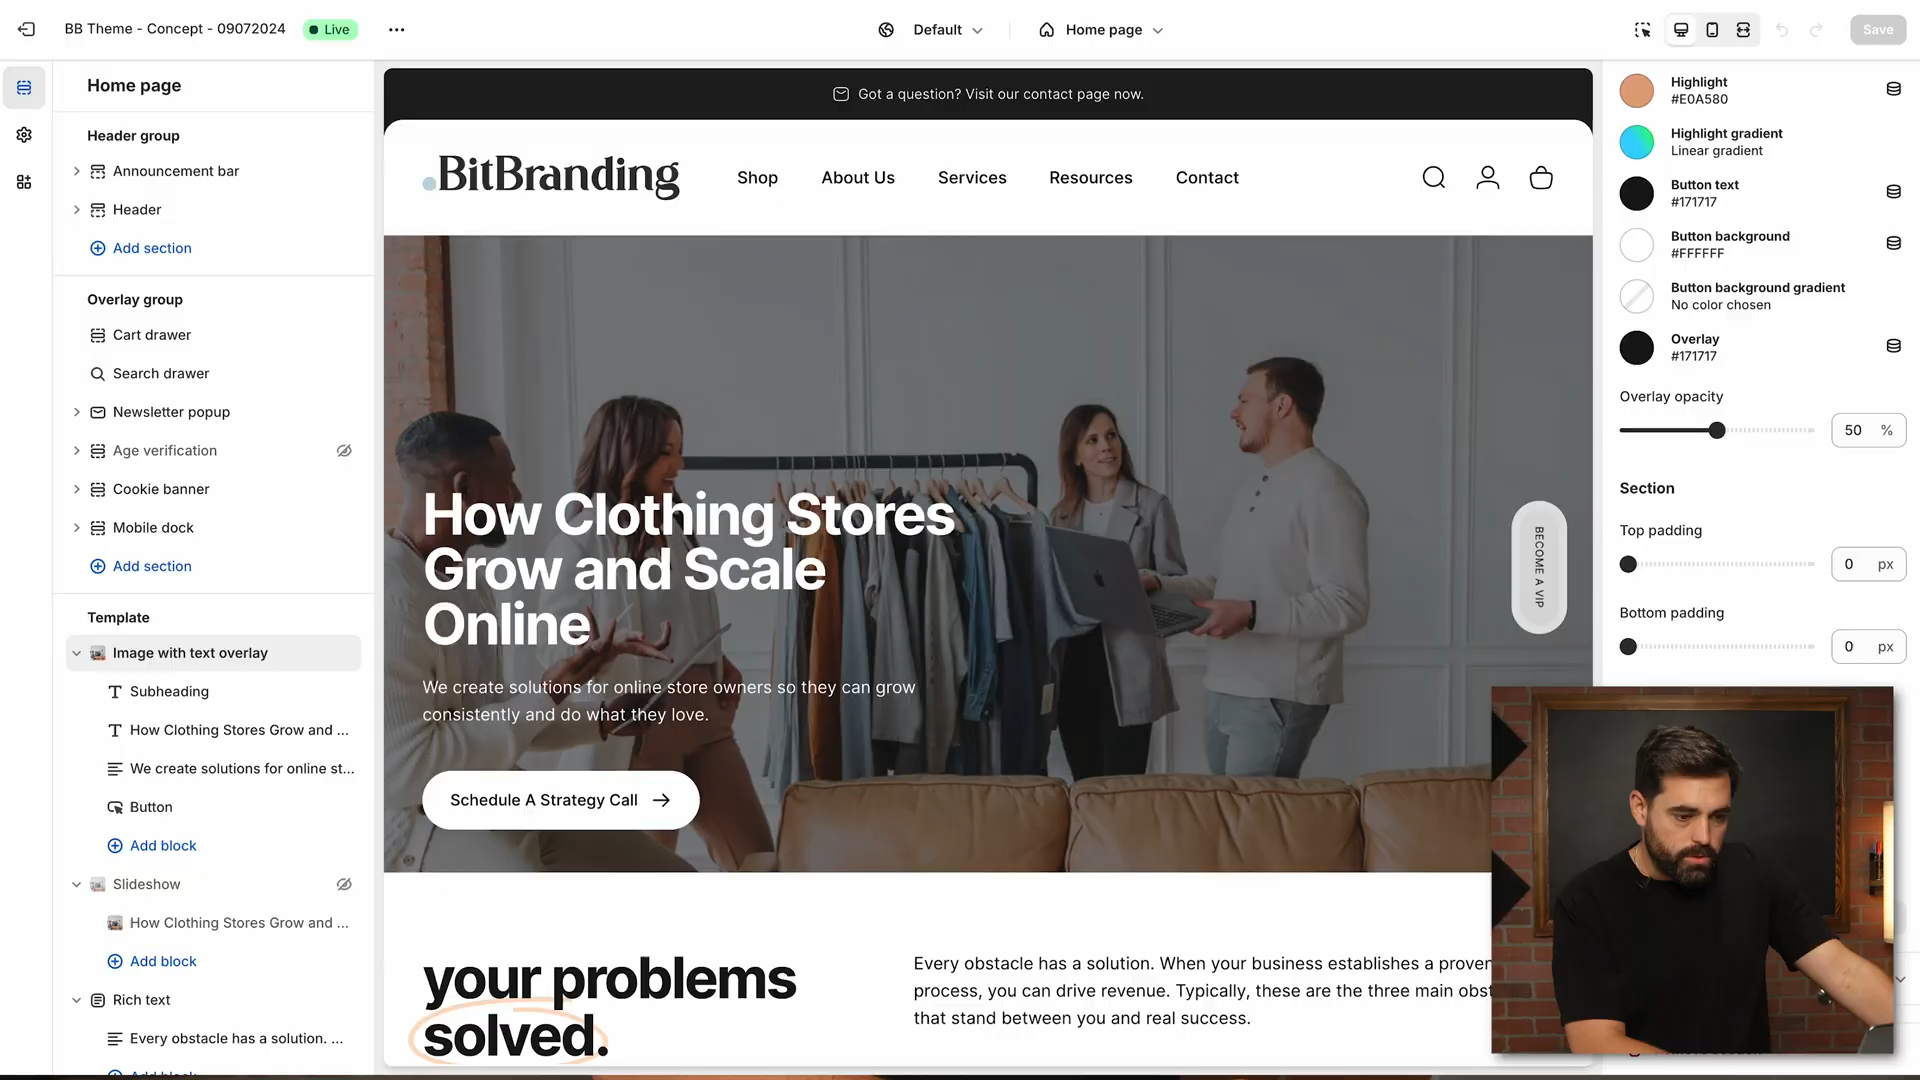 BB Theme - Concept - 09072024
Live
Default
Home page
Save
Home page
Header group
Announcement bar
Header
Add section
Overlay group
Cart drawer
Search drawer
Newsletter popup
Age verification
Cookie banner
Mobile dock
Add section
Template
Image with text overlay
Subheading
How Clothing Stores Grow and ...
We create solutions for online st...
Button
Add block
Slideshow
How Clothing Stores Grow and ...
Add block
Rich text
Every obstacle has a solution. ...
Add block
Got a question? Visit our contact page now.
.BitBranding
Shop
About Us
Services
Resources
Contact
How Clothing Stores
Grow and Scale
Online
We create solutions for online store owners so they can grow
consistently and do what they love.
Schedule A Strategy Call
BECOME A VIP
your problems
solved.
Every obstacle has a solution. When your business establishes a proven
process, you can drive revenue. Typically, these are the three main obst
that stand between you and real success.
Highlight
#E0A580
Highlight gradient
Linear gradient
Button text
#171717
Button background
#FFFFFF
Button background gradient
No color chosen
Overlay
#171717
Overlay opacity
50 %
Section
Top padding
0 px
Bottom padding
0 px